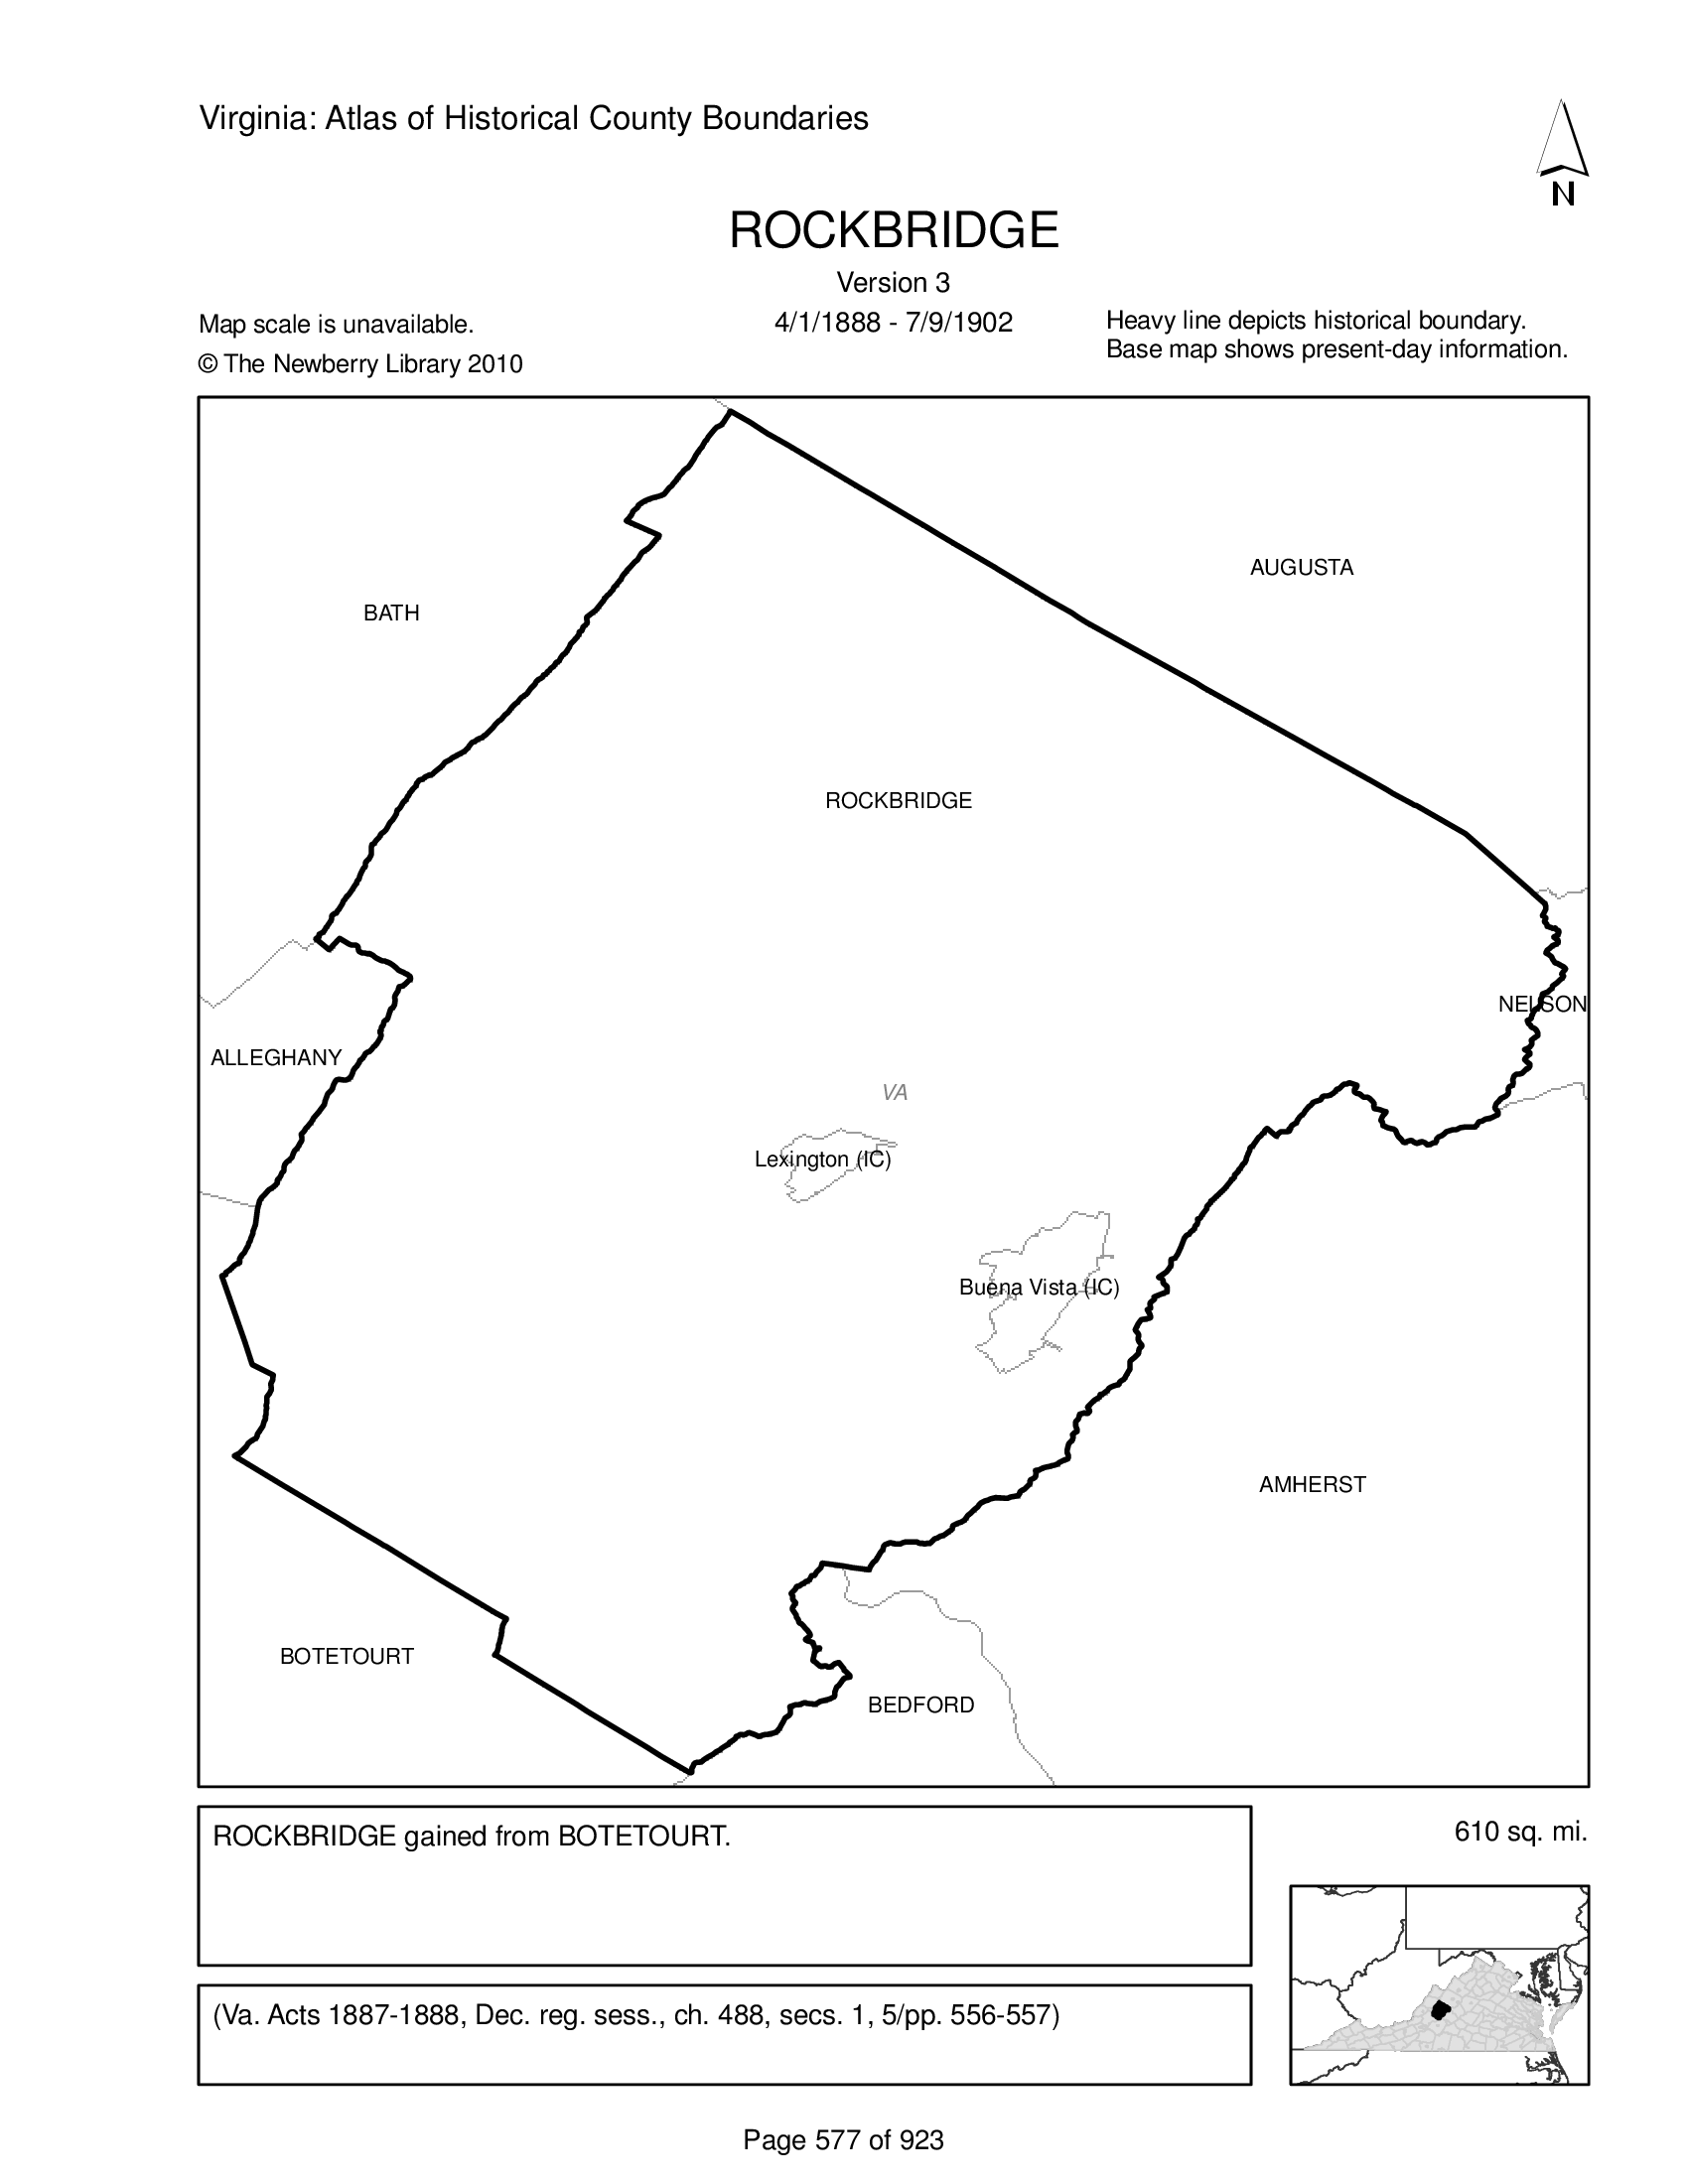 Virginia: Atlas of Historical County Boundaries
N
ROCKBRIDGE
Version 3
4/1/1888 - 7/9/1902
Map scale is unavailable.
© The Newberry Library 2010
Heavy line depicts historical boundary.
Base map shows present-day information.
AUGUSTA
BATH
ROCKBRIDGE
NELSON
ALLEGHANY
VA
Lexington (IC)
Buena Vista (IC)
AMHERST
BOTETOURT
BEDFORD
ROCKBRIDGE gained from BOTETOURT.
610 sq. mi.
(Va. Acts 1887-1888, Dec. reg. sess., ch. 488, secs. 1, 5/pp. 556-557)
Page 577 of 923